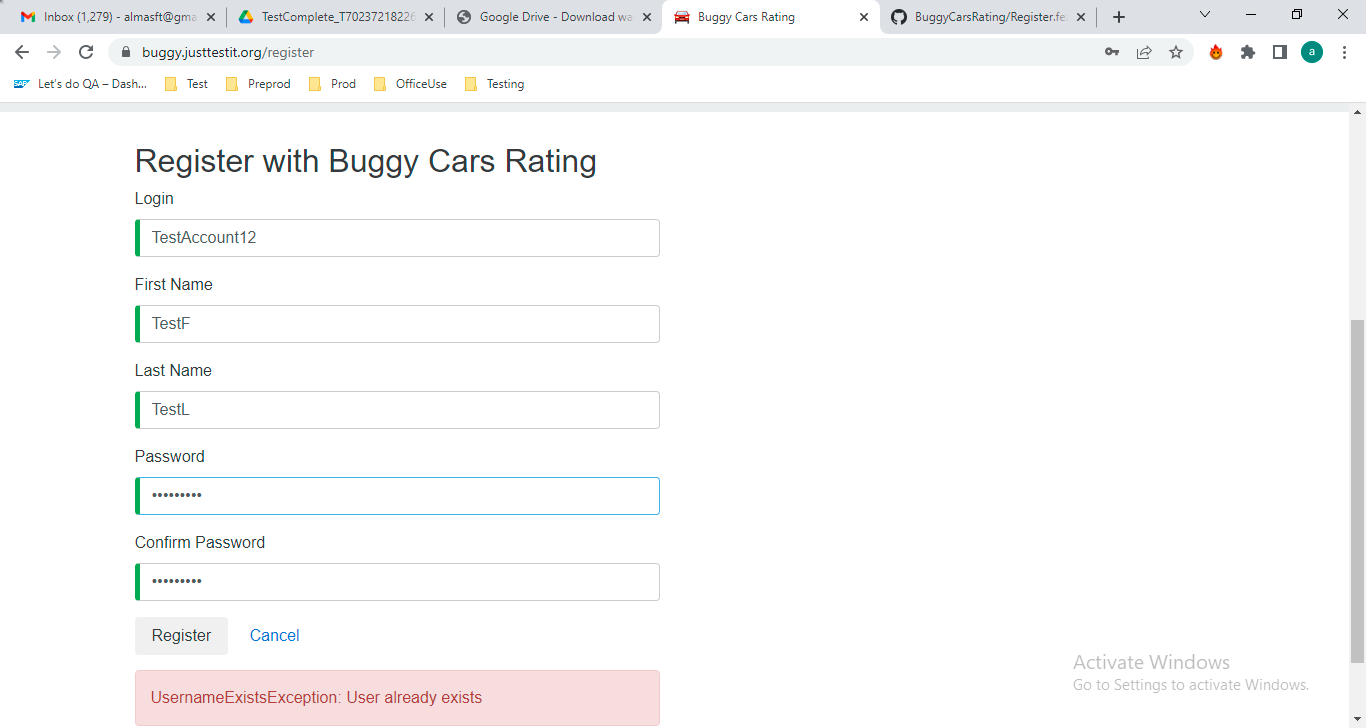 Inbox (1,279) - almasft@gma
TestComplete_T70237218226
Google Drive - Download wa
Buggy Cars Rating
BuggyCarsRating/Register.fe
buggy.justtestit.org/register
a
SAP Let's do QA – Dash...
Test
Preprod
Prod
OfficeUse
Testing
Register with Buggy Cars Rating
Login
TestAccount12
First Name
TestF
Last Name
TestL
Password
•••••••••
Confirm Password
•••••••••
Register Cancel
UsernameExistsException: User already exists
Activate Windows
Go to Settings to activate Windows.